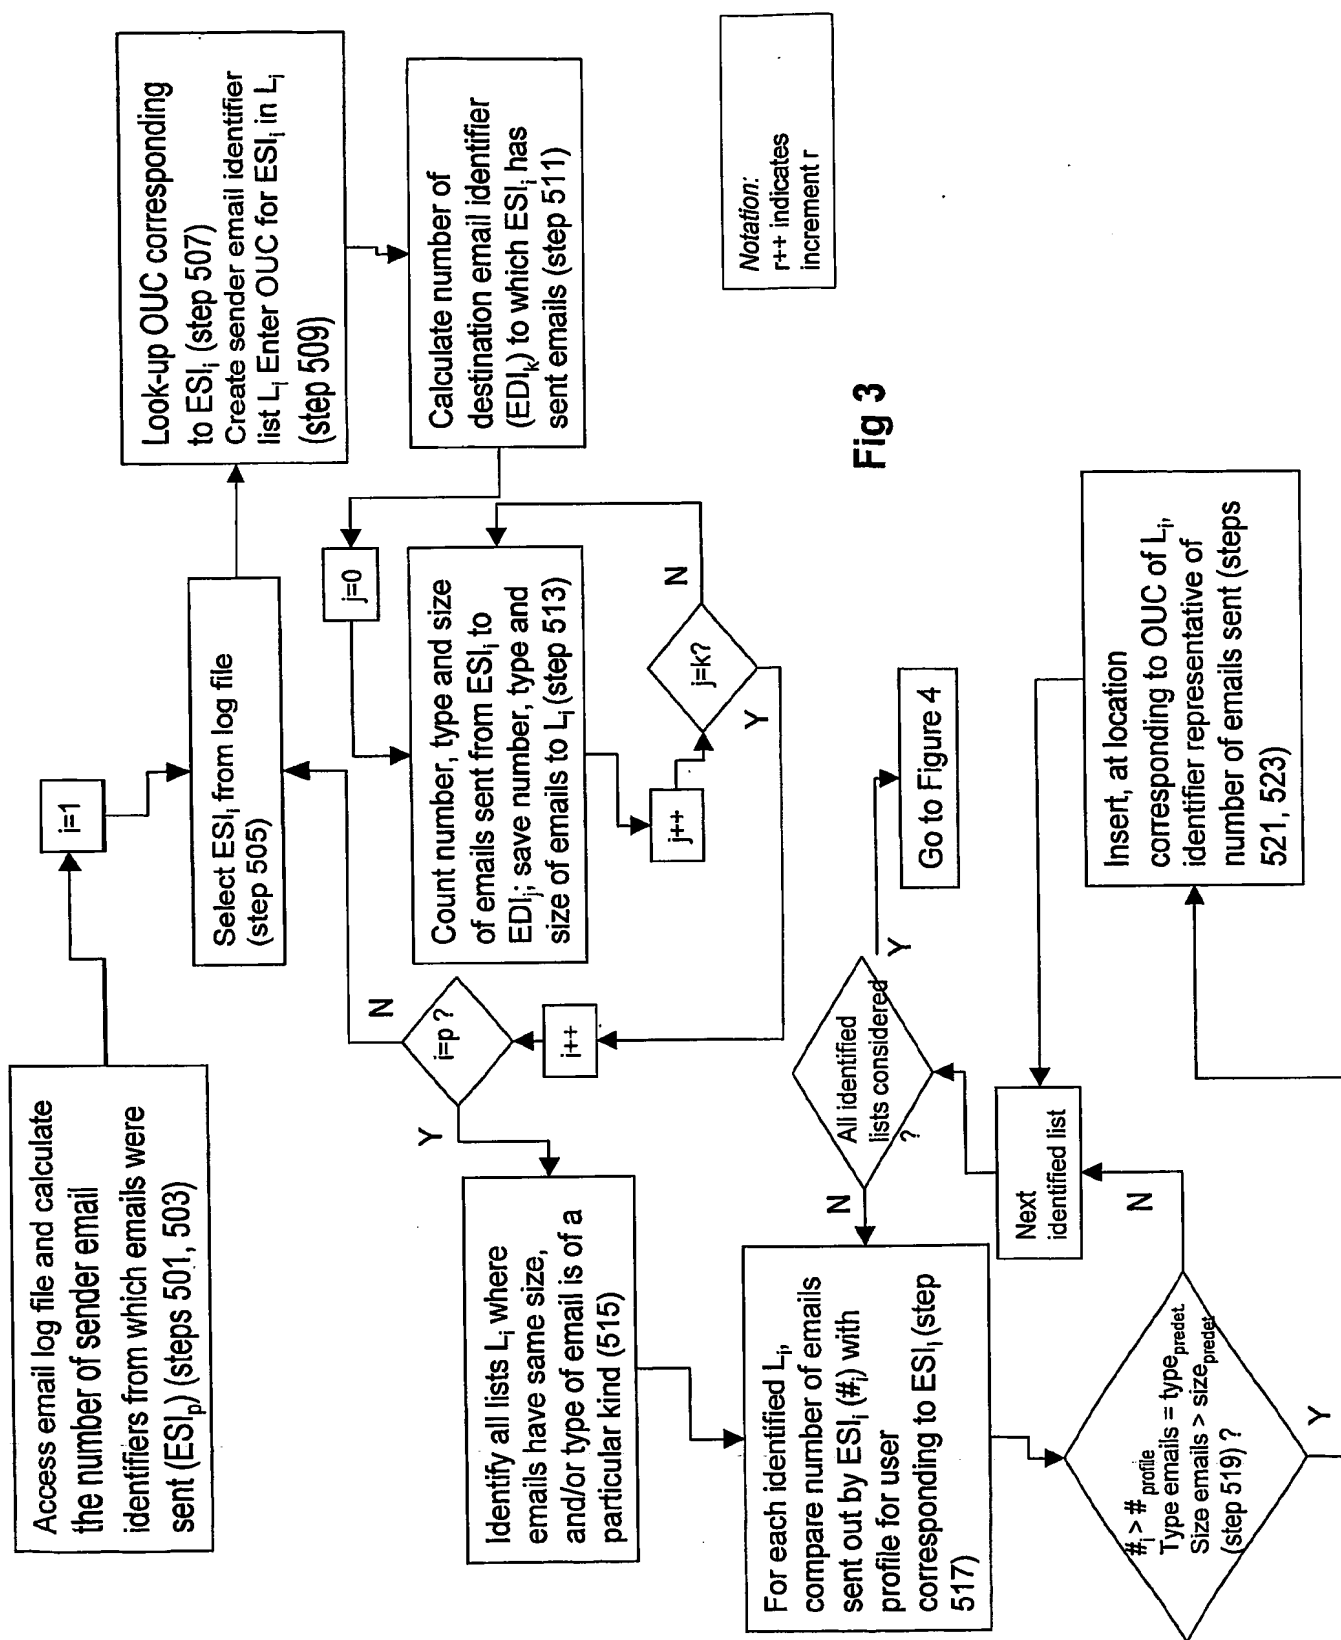 Access email log file and calculate
the number of sender email
identifiers from which emails were
sent (ESIₚ) (steps 501, 503)
i=1
Select ESIᵢ from log file
(step 505)
Look-up OUC corresponding
to ESIᵢ (step 507)
Create sender email identifier
list Lᵢ Enter OUC for ESIᵢ in Lᵢ
(step 509)
Calculate number of
destination email identifier
(EDIₖ) to which ESIᵢ has
sent emails (step 511)
j=0
Count number, type and size
of emails sent from ESIᵢ to
EDIⱼ; save number, type and
size of emails to Lᵢ (step 513)
j++
j=k?
N
Y
i++
i=p ?
N
Y
Identify all lists Lᵢ where
emails have same size,
and/or type of email is of a
particular kind (515)
For each identified Lᵢ,
compare number of emails
sent out by ESIᵢ (#ᵢ) with
profile for user
corresponding to ESIᵢ (step
517)
#ᵢ > # profile
Type emails = type predet.
Size emails > size predet
(step 519) ?
N
Y
Next
identified list
All identified
lists considered
?
N
Y
Go to Figure 4
Insert, at location
corresponding to OUC of Lᵢ,
identifier representative of
number of emails sent (steps
521, 523)
Notation:
r++ indicates
increment r
Fig 3